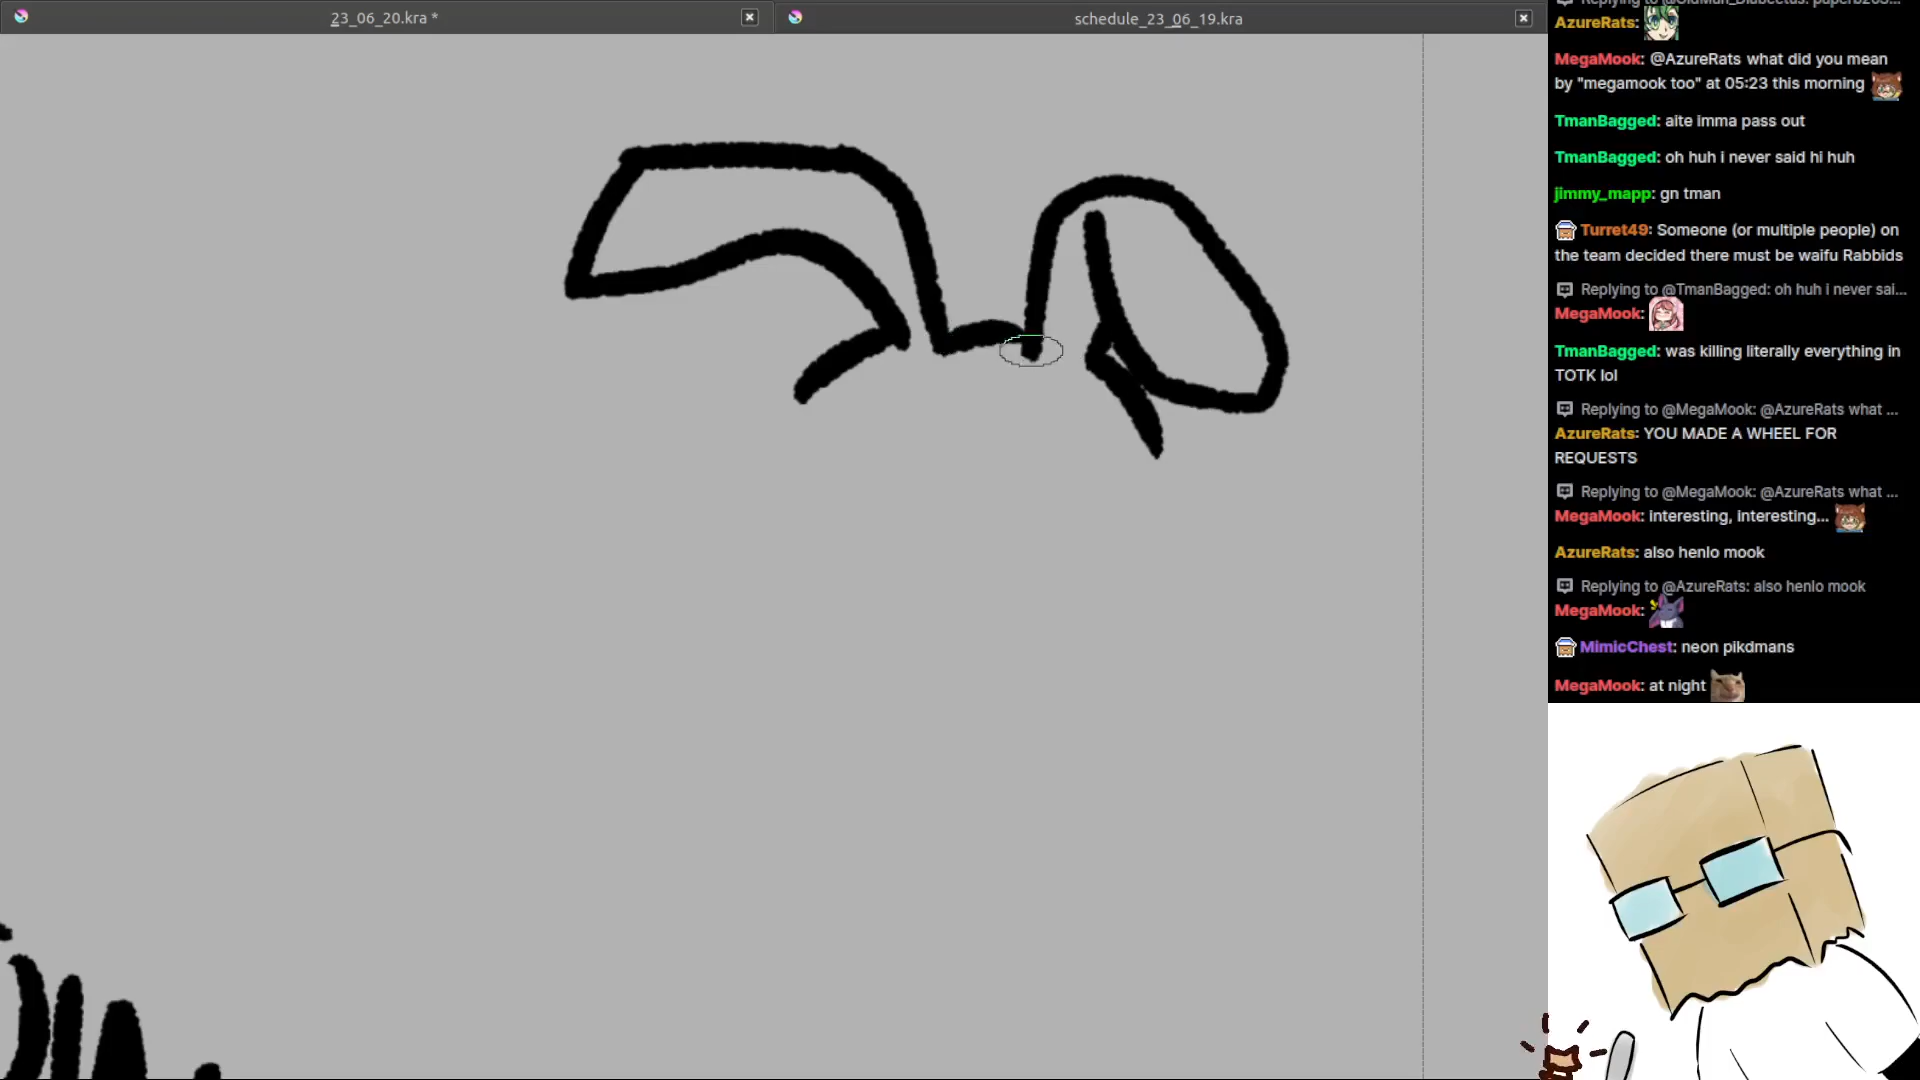 23_06_20.kra *
schedule_23_06_19.kra
AzureRats:
MegaMook: @AzureRats what did you mean
by "megamook too" at 05:23 this morning
TmanBagged: aite imma pass out
TmanBagged: oh huh i never said hi huh
jimmy_mapp: gn tman
Turret49: Someone (or multiple people) on
the team decided there must be waifu Rabbids
Replying to @TmanBagged: oh huh i never sai...
MegaMook:
TmanBagged: was killing literally everything in
TOTK lol
Replying to @MegaMook: @AzureRats what ...
AzureRats: YOU MADE A WHEEL FOR
REQUESTS
Replying to @MegaMook: @AzureRats what ...
MegaMook: interesting, interesting...
AzureRats: also henlo mook
Replying to @AzureRats: also henlo mook
MegaMook:
MimicChest: neon pikdmans
MegaMook: at night